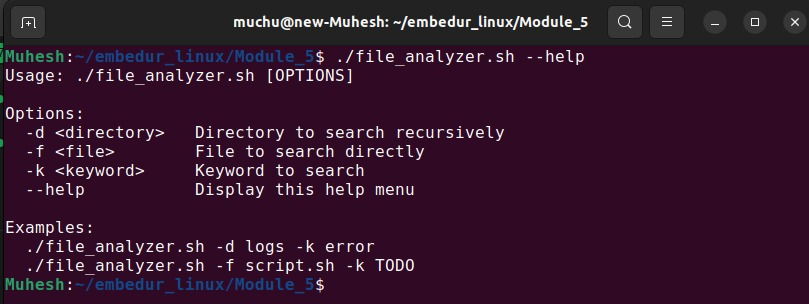 muchu@new-Muhesh: ~/embedur_linux/Module_5
Muhesh:~/embedur_linux/Module_5$ ./file_analyzer.sh --help
Usage: ./file_analyzer.sh [OPTIONS]

Options:
  -d <directory>   Directory to search recursively
  -f <file>        File to search directly
  -k <keyword>     Keyword to search
  --help           Display this help menu

Examples:
  ./file_analyzer.sh -d logs -k error
  ./file_analyzer.sh -f script.sh -k TODO
Muhesh:~/embedur_linux/Module_5$